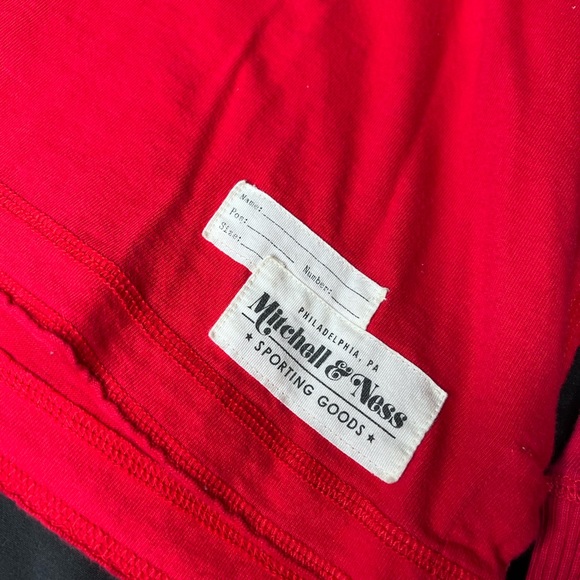 Name:
Pos:
Size: Number:
PHILADELPHIA, PA
Mitchell & Ness
★ SPORTING GOODS ★